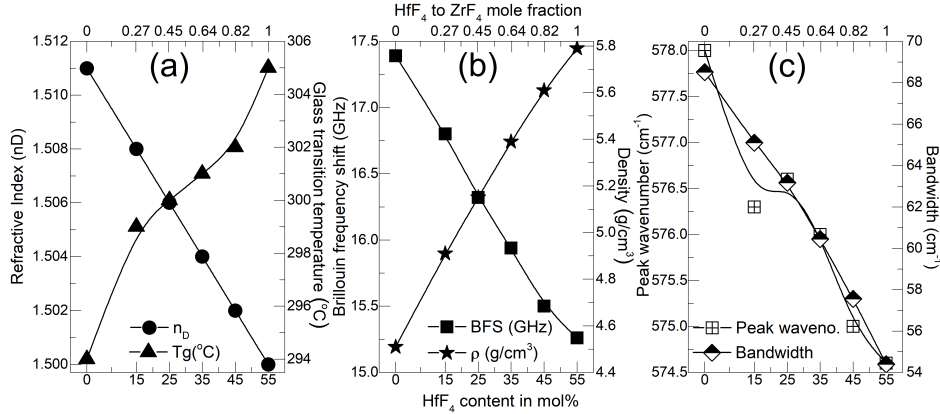 HfF4 to ZrF4 mole fraction
0 0.27 0.45 0.64 0.82 1
0 0.27 0.45 0.64 0.82 1
0 0.27 0.45 0.64 0.82 1
(a)
Refractive Index (nD)
1.512
1.510
1.508
1.506
1.504
1.502
1.500
306
304
302
300
298
296
294
Glass transition temperature (°C)
nD
Tg(°C)
0 15 25 35 45 55
(b)
Brillouin frequency shift (GHz)
17.5
17.0
16.5
16.0
15.5
15.0
5.8
5.6
5.4
5.2
5.0
4.8
4.6
4.4
Density (g/cm³)
BFS (GHz)
ρ (g/cm³)
0 15 25 35 45 55
HfF4 content in mol%
(c)
Peak wavenumber (cm⁻¹)
578.0
577.5
577.0
576.5
576.0
575.5
575.0
574.5
70
68
66
64
62
60
58
56
54
Bandwidth (cm⁻¹)
Peak waveno.
Bandwidth
0 15 25 35 45 55